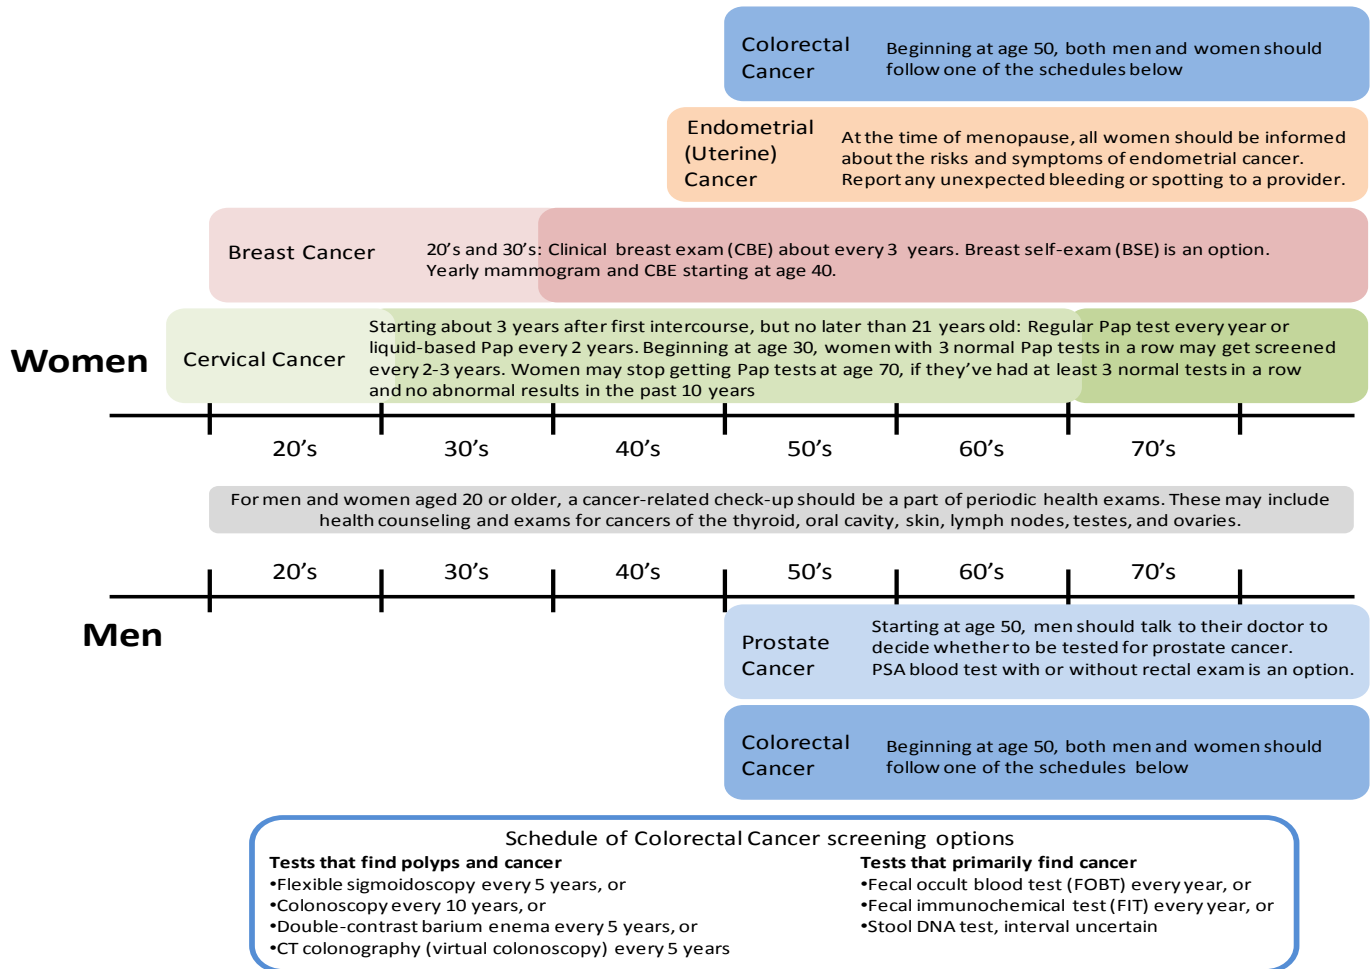 Colorectal
Cancer
Beginning at age 50, both men and women should
follow one of the schedules below
Endometrial
(Uterine)
Cancer
At the time of menopause, all women should be informed
about the risks and symptoms of endometrial cancer.
Report any unexpected bleeding or spotting to a provider.
Breast Cancer
20's and 30's: Clinical breast exam (CBE) about every 3 years. Breast self-exam (BSE) is an option.
Yearly mammogram and CBE starting at age 40.
Women
Cervical Cancer
Starting about 3 years after first intercourse, but no later than 21 years old: Regular Pap test every year or
liquid-based Pap every 2 years. Beginning at age 30, women with 3 normal Pap tests in a row may get screened
every 2-3 years. Women may stop getting Pap tests at age 70, if they've had at least 3 normal tests in a row
and no abnormal results in the past 10 years
20's 30's 40's 50's 60's 70's
For men and women aged 20 or older, a cancer-related check-up should be a part of periodic health exams. These may include
health counseling and exams for cancers of the thyroid, oral cavity, skin, lymph nodes, testes, and ovaries.
20's 30's 40's 50's 60's 70's
Men
Prostate
Cancer
Starting at age 50, men should talk to their doctor to
decide whether to be tested for prostate cancer.
PSA blood test with or without rectal exam is an option.
Colorectal
Cancer
Beginning at age 50, both men and women should
follow one of the schedules below
Schedule of Colorectal Cancer screening options
Tests that find polyps and cancer
•Flexible sigmoidoscopy every 5 years, or
•Colonoscopy every 10 years, or
•Double-contrast barium enema every 5 years, or
•CT colonography (virtual colonoscopy) every 5 years
Tests that primarily find cancer
•Fecal occult blood test (FOBT) every year, or
•Fecal immunochemical test (FIT) every year, or
•Stool DNA test, interval uncertain